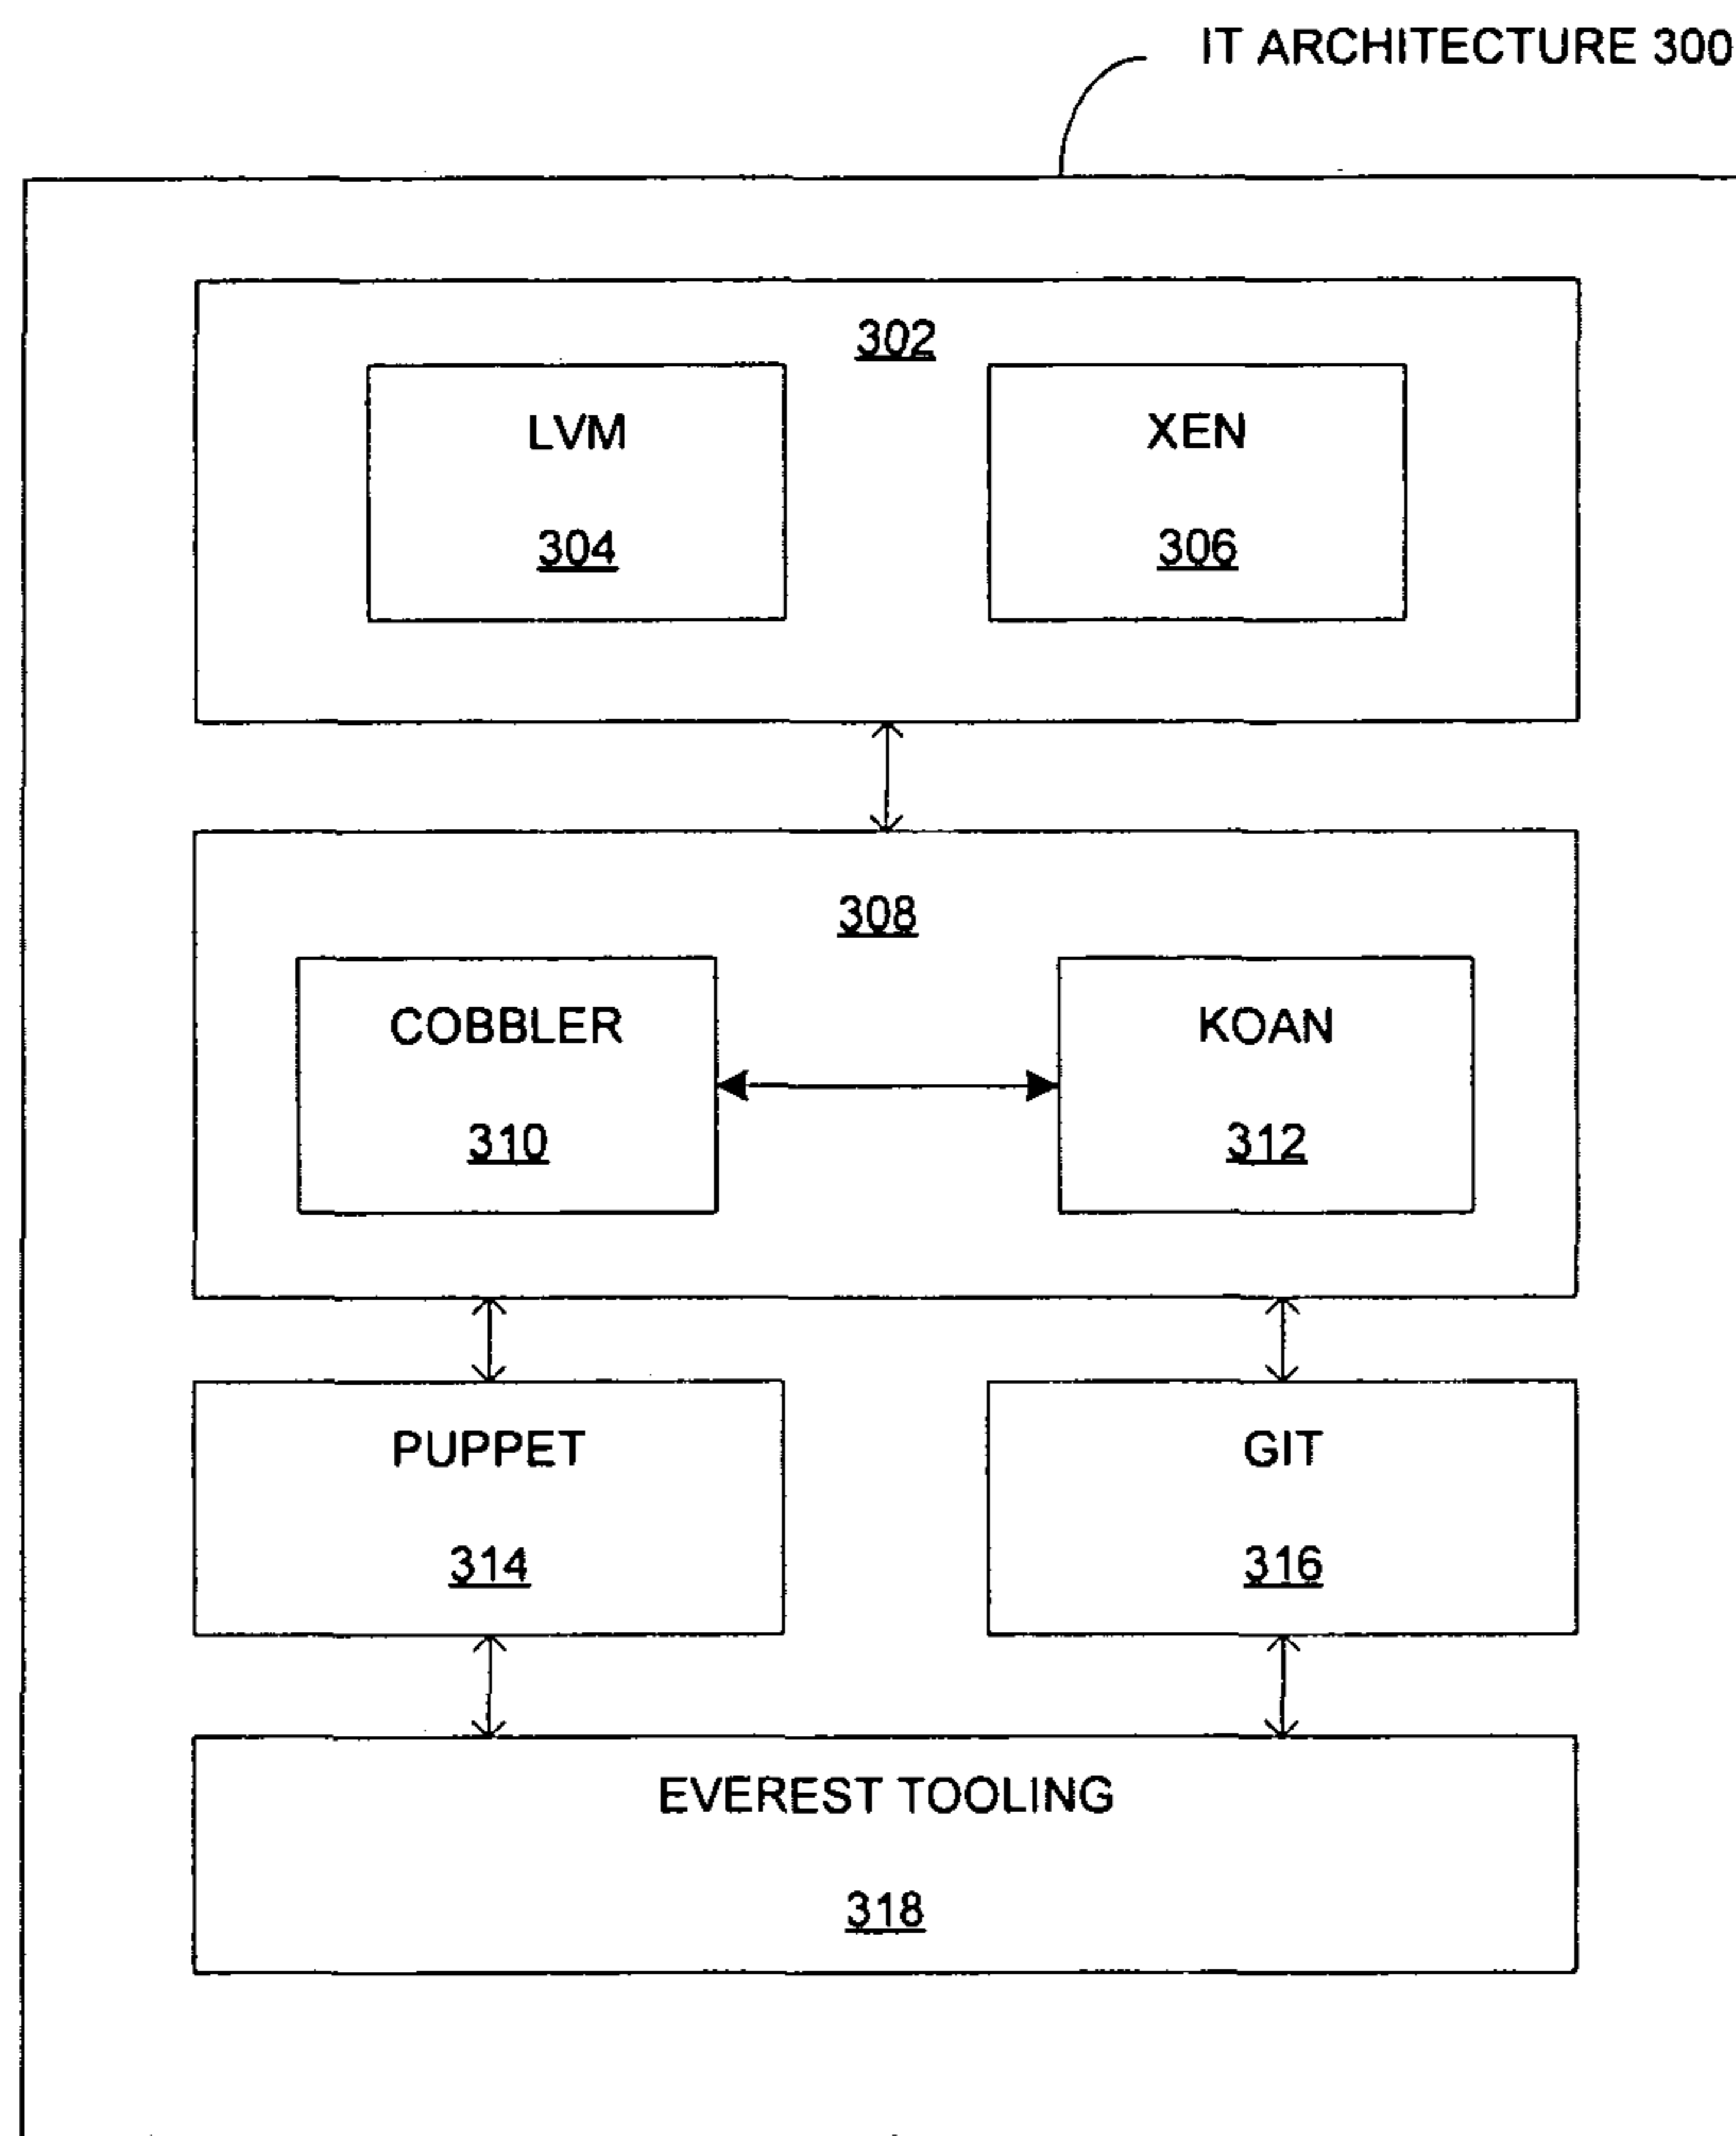 IT ARCHITECTURE 300
302
LVM
304
XEN
306
308
COBBLER
310
KOAN
312
PUPPET
314
GIT
316
EVEREST TOOLING
318